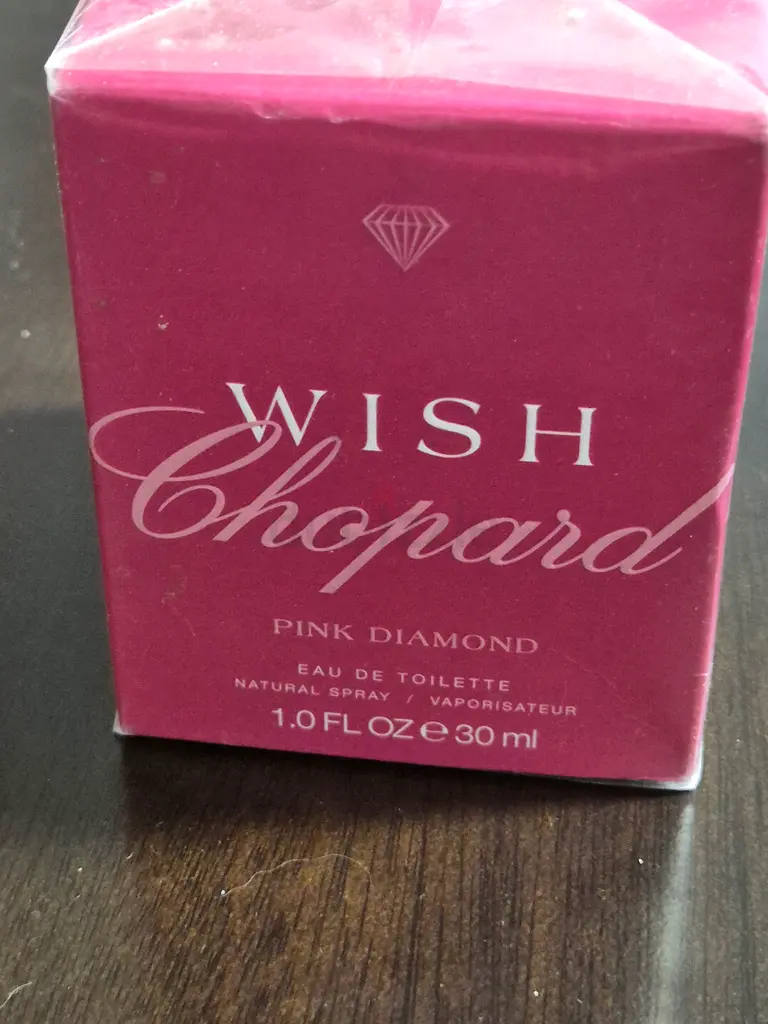 WISH
Chopard
PINK DIAMOND
EAU DE TOILETTE
NATURAL SPRAY / VAPORISATEUR
1.0 FL OZ ℮ 30 ml